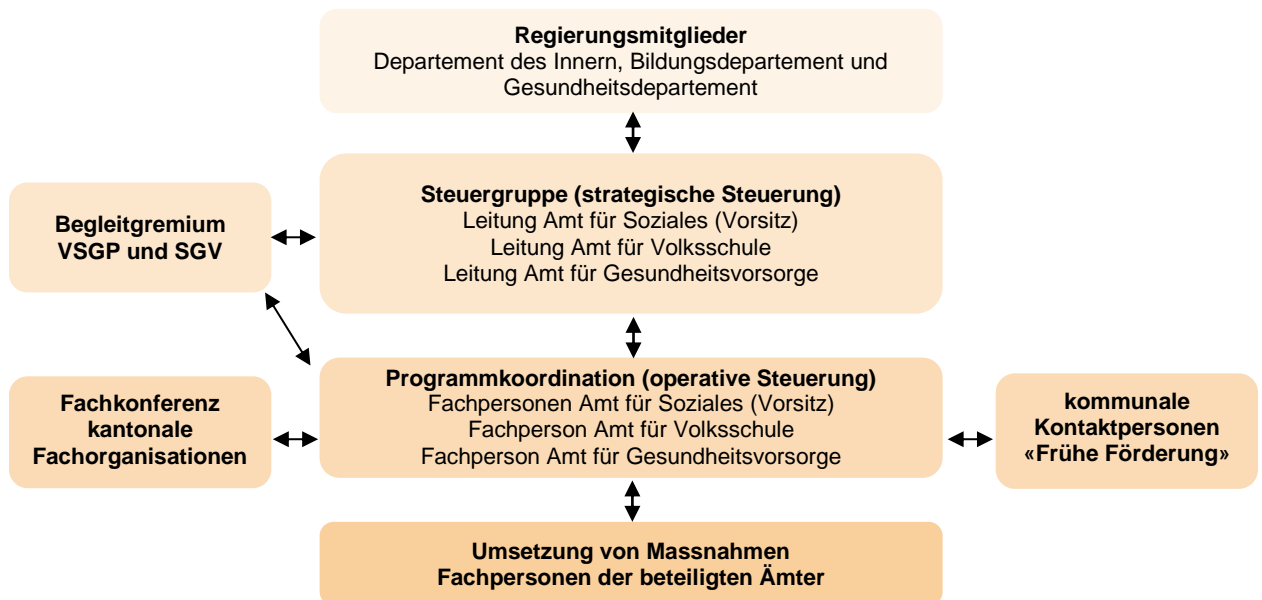 Regierungsmitglieder
Departement des Innern, Bildungsdepartement und
Gesundheitsdepartement
Steuergruppe (strategische Steuerung)
Leitung Amt für Soziales (Vorsitz)
Leitung Amt für Volksschule
Leitung Amt für Gesundheitsvorsorge
Begleitgremium
VSGP und SGV
Programmkoordination (operative Steuerung)
Fachpersonen Amt für Soziales (Vorsitz)
Fachperson Amt für Volksschule
Fachperson Amt für Gesundheitsvorsorge
Fachkonferenz
kantonale
Fachorganisationen
kommunale
Kontaktpersonen
«Frühe Förderung»
Umsetzung von Massnahmen
Fachpersonen der beteiligten Ämter